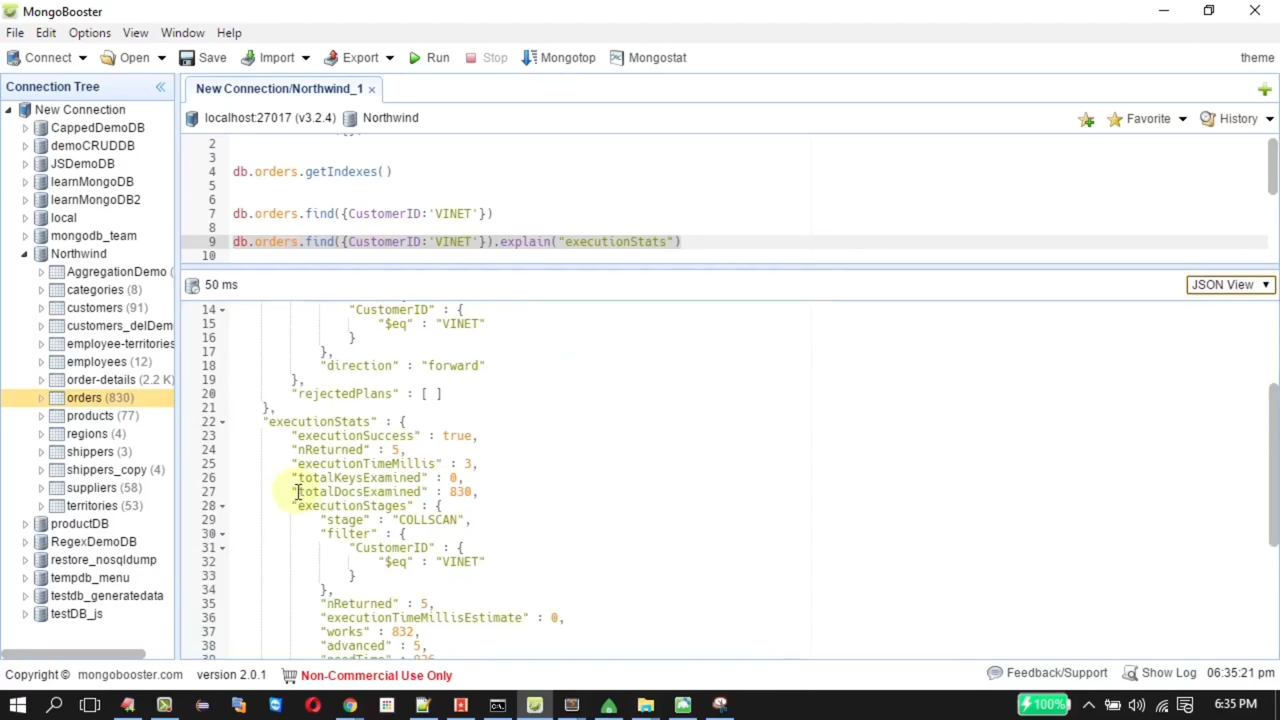 MongoBooster
File Edit Options View Window Help
Connect Open Save Import Export Run Stop Mongotop Mongostat theme
Connection Tree
New Connection
CappedDemoDB
demoCRUDDB
JSDemoDB
learnMongoDB
learnMongoDB2
local
mongodb_team
Northwind
AggregationDemo (
categories (8)
customers (91)
customers_delDem
employee-territories
employees (12)
order-details (2.2 K)
orders (830)
products (77)
regions (4)
shippers (3)
shippers_copy (4)
suppliers (58)
territories (53)
productDB
RegexDemoDB
restore_nosqldump
tempdb_menu
testdb_generatedata
testDB_js
New Connection/Northwind_1 ×
localhost:27017 (v3.2.4) Northwind Favorite History
2
3
4 db.orders.getIndexes()
5
6
7 db.orders.find({CustomerID:'VINET'})
8
9 db.orders.find({CustomerID:'VINET'}).explain("executionStats")
10
50 ms JSON View
14 "CustomerID" : {
15 "$eq" : "VINET"
16 }
17 },
18 "direction" : "forward"
19 },
20 "rejectedPlans" : [ ]
21 },
22 "executionStats" : {
23 "executionSuccess" : true,
24 "nReturned" : 5,
25 "executionTimeMillis" : 3,
26 "totalKeysExamined" : 0,
27 "totalDocsExamined" : 830,
28 "executionStages" : {
29 "stage" : "COLLSCAN",
30 "filter" : {
31 "CustomerID" : {
32 "$eq" : "VINET"
33 }
34 },
35 "nReturned" : 5,
36 "executionTimeMillisEstimate" : 0,
37 "works" : 832,
38 "advanced" : 5,
Copyright © mongobooster.com version 2.0.1 Non-Commercial Use Only Feedback/Support Show Log 06:35:21 pm
100% 6:35 PM